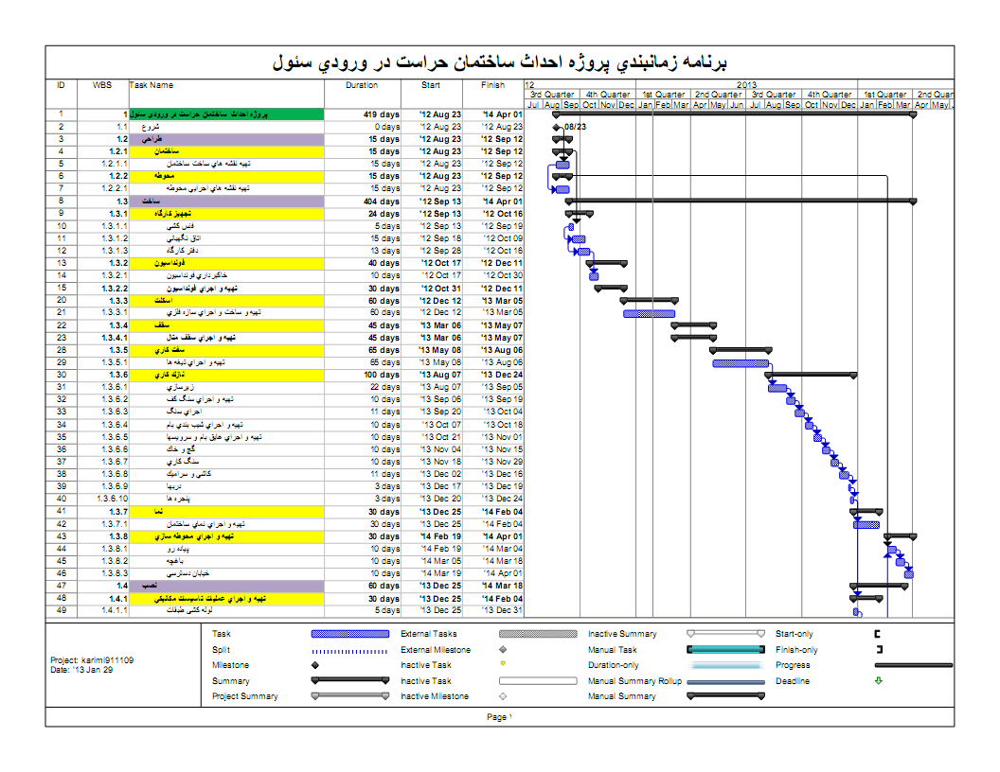 برنامه زمانبندي پروژه احداث ساختمان حراست در ورودي سئول
ID WBS Task Name Duration Start Finish
12 2013
3rd Quarter 4th Quarter 1st Quarter 2nd Quarter 3rd Quarter 4th Quarter 1st Quarter 2nd Quar
Jul Aug Sep Oct Nov Dec Jan Feb Mar Apr May Jun Jul Aug Sep Oct Nov Dec Jan Feb Mar Apr May J
1 1 پروژه احداث ساختمان حراست در ورودي سئول 419 days '12 Aug 23 '14 Apr 01
2 1.1 شروع 0 days '12 Aug 23 '12 Aug 23 08/23
3 1.2 طراحي 15 days '12 Aug 23 '12 Sep 12
4 1.2.1 ساختمان 15 days '12 Aug 23 '12 Sep 12
5 1.2.1.1 تهيه نقشه هاي ساخت ساختمان 15 days '12 Aug 23 '12 Sep 12
6 1.2.2 محوطه 15 days '12 Aug 23 '12 Sep 12
7 1.2.2.1 تهيه نقشه هاي اجرايي محوطه 15 days '12 Aug 23 '12 Sep 12
8 1.3 ساخت 404 days '12 Sep 13 '14 Apr 01
9 1.3.1 تجهيز كارگاه 24 days '12 Sep 13 '12 Oct 16
10 1.3.1.1 فنس كشي 5 days '12 Sep 13 '12 Sep 19
11 1.3.1.2 اتاق نگهباني 15 days '12 Sep 18 '12 Oct 09
12 1.3.1.3 دفتر كارگاه 13 days '12 Sep 28 '12 Oct 16
13 1.3.2 فونداسيون 40 days '12 Oct 17 '12 Dec 11
14 1.3.2.1 خاكبرداري فونداسيون 10 days '12 Oct 17 '12 Oct 30
15 1.3.2.2 تهيه و اجراي فونداسيون 30 days '12 Oct 31 '12 Dec 11
20 1.3.3 اسكلت 60 days '12 Dec 12 '13 Mar 05
21 1.3.3.1 تهيه و ساخت و اجراي سازه فلزي 60 days '12 Dec 12 '13 Mar 05
22 1.3.4 سقف 45 days '13 Mar 06 '13 May 07
23 1.3.4.1 تهيه و اجراي سقف متال 45 days '13 Mar 06 '13 May 07
28 1.3.5 سفت كاري 65 days '13 May 08 '13 Aug 06
29 1.3.5.1 تهيه و اجراي تيغه ها 65 days '13 May 08 '13 Aug 06
30 1.3.6 نازك كاري 100 days '13 Aug 07 '13 Dec 24
31 1.3.6.1 زيرسازي 22 days '13 Aug 07 '13 Sep 05
32 1.3.6.2 تهيه و اجراي سنگ كف 10 days '13 Sep 06 '13 Sep 19
33 1.3.6.3 اجراي سنگ 11 days '13 Sep 20 '13 Oct 04
34 1.3.6.4 تهيه و اجراي شيب بندي بام 10 days '13 Oct 07 '13 Oct 18
35 1.3.6.5 تهيه و اجراي عايق بام و سرويسها 10 days '13 Oct 21 '13 Nov 01
36 1.3.6.6 گچ و خاك 10 days '13 Nov 04 '13 Nov 15
37 1.3.6.7 سنگ كاري 10 days '13 Nov 18 '13 Nov 29
38 1.3.6.8 كاشي و سراميك 11 days '13 Dec 02 '13 Dec 16
39 1.3.6.9 دربها 3 days '13 Dec 17 '13 Dec 19
40 1.3.6.10 پنجره ها 3 days '13 Dec 20 '13 Dec 24
41 1.3.7 نما 30 days '13 Dec 25 '14 Feb 04
42 1.3.7.1 تهيه و اجراي نماي ساختمان 30 days '13 Dec 25 '14 Feb 04
43 1.3.8 تهيه و اجراي محوطه سازي 30 days '14 Feb 19 '14 Apr 01
44 1.3.8.1 پياده رو 10 days '14 Feb 19 '14 Mar 04
45 1.3.8.2 باغچه 10 days '14 Mar 05 '14 Mar 18
46 1.3.8.3 خيابان دسترسي 10 days '14 Mar 19 '14 Apr 01
47 1.4 نصب 60 days '13 Dec 25 '14 Mar 18
48 1.4.1 تهيه و اجراي عمليات تاسيسات مكانيكي 30 days '13 Dec 25 '14 Feb 04
49 1.4.1.1 لوله كشي طبقات 5 days '13 Dec 25 '13 Dec 31
Project: karimi911109
Date: '13 Jan 29
Task External Tasks Inactive Summary Start-only
Split External Milestone Manual Task Finish-only
Milestone Inactive Task Duration-only Progress
Summary Inactive Task Manual Summary Rollup Deadline
Project Summary Inactive Milestone Manual Summary
Page ١